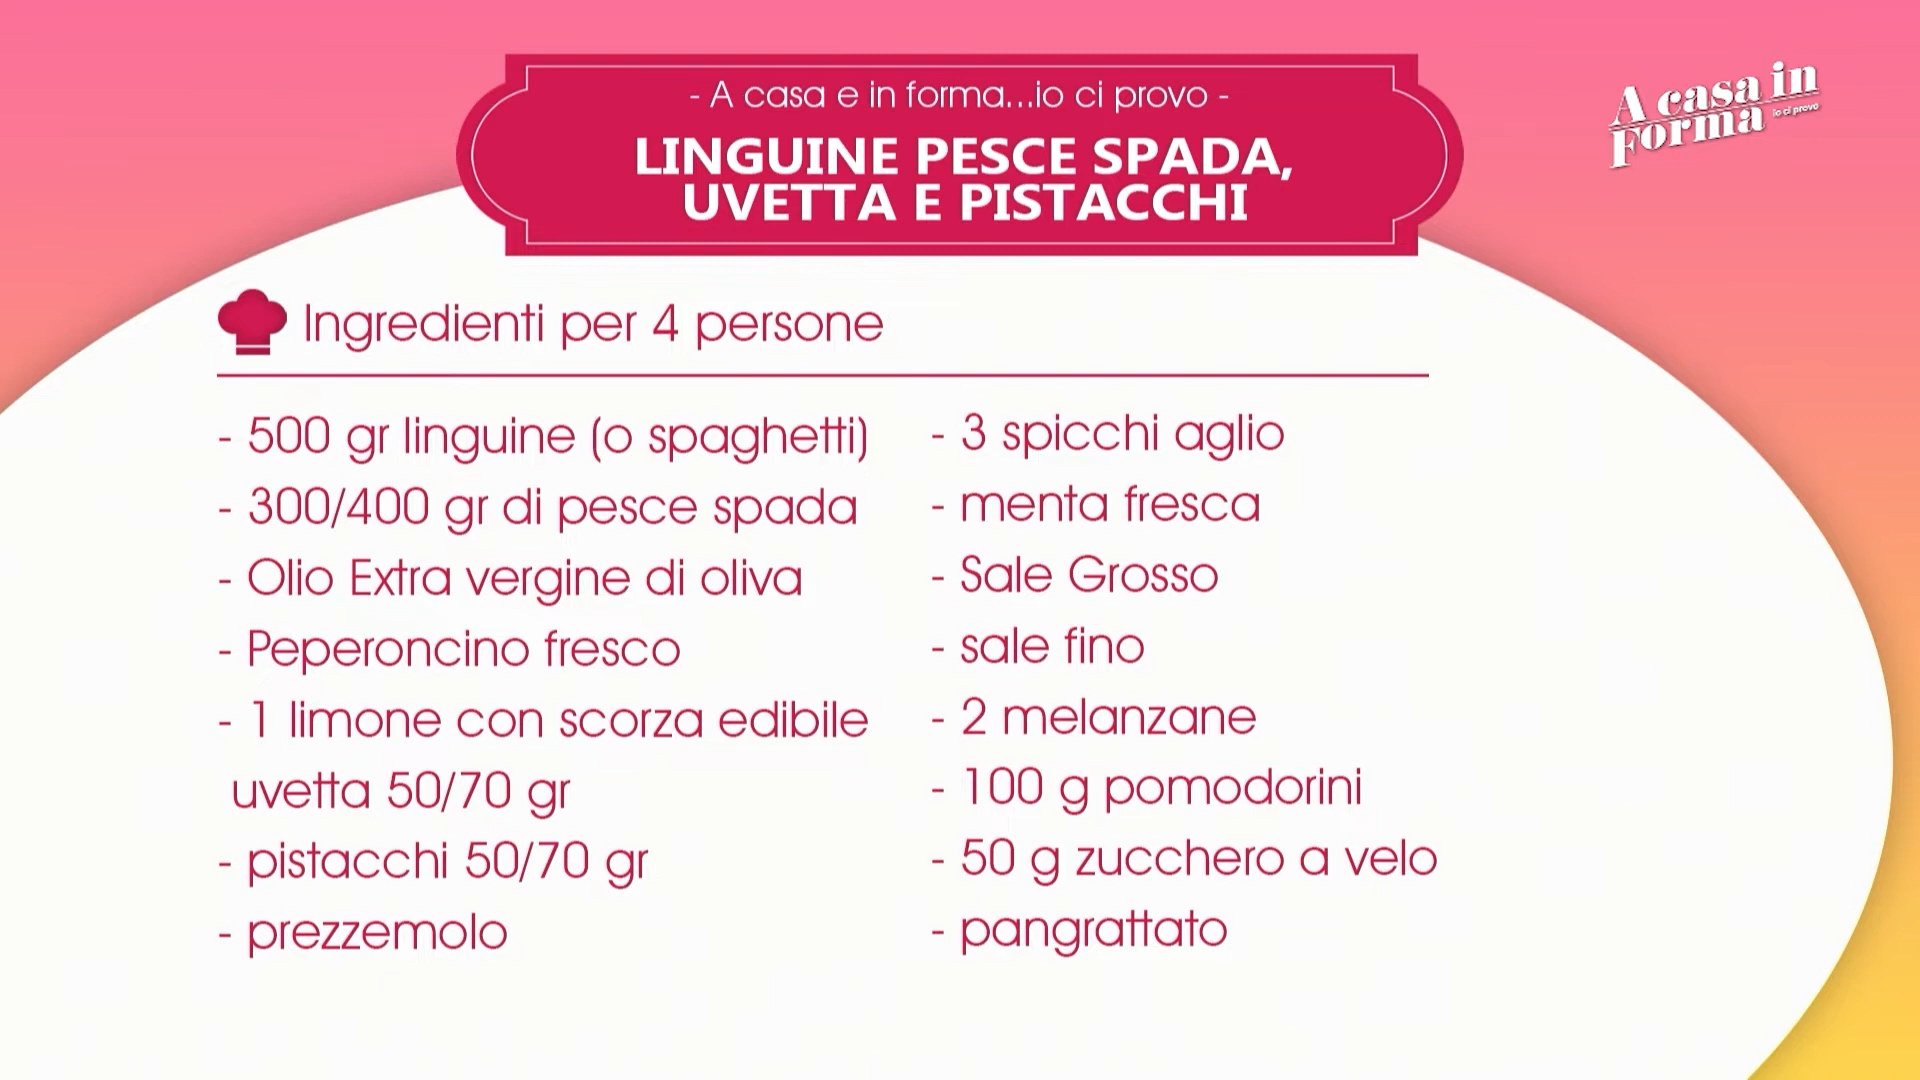 - A casa e in forma...io ci provo -
LINGUINE PESCE SPADA,
UVETTA E PISTACCHI
A casa in
Forma io ci provo
Ingredienti per 4 persone
- 500 gr linguine (o spaghetti)
- 300/400 gr di pesce spada
- Olio Extra vergine di oliva
- Peperoncino fresco
- 1 limone con scorza edibile
uvetta 50/70 gr
- pistacchi 50/70 gr
- prezzemolo
- 3 spicchi aglio
- menta fresca
- Sale Grosso
- sale fino
- 2 melanzane
- 100 g pomodorini
- 50 g zucchero a velo
- pangrattato